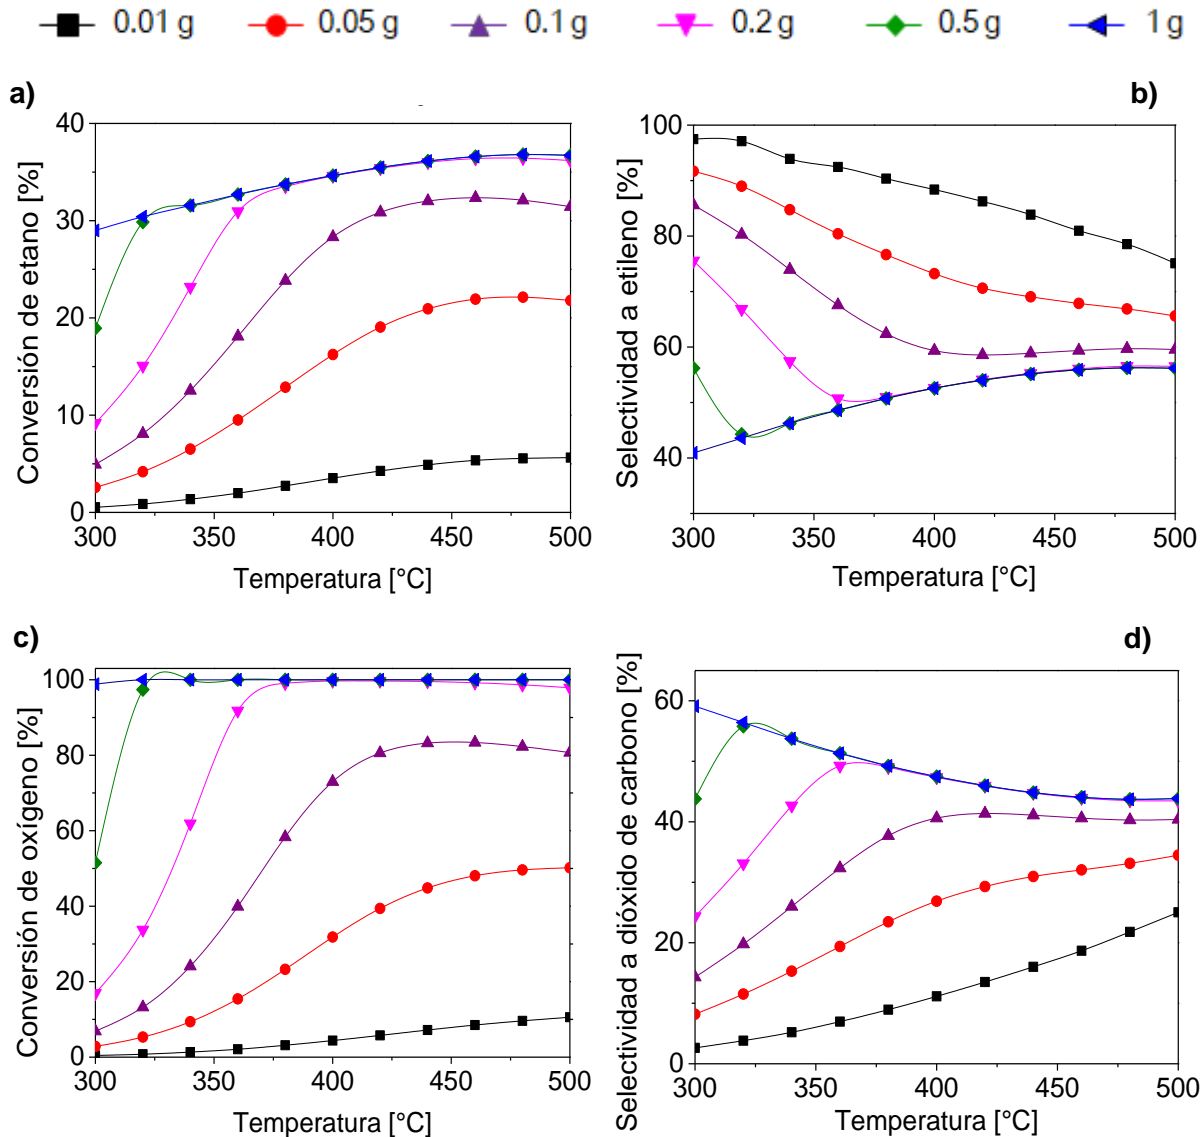 0.01 g 0.05 g 0.1 g 0.2 g 0.5 g 1 g
a)
Conversión de etano [%]
40
30
20
10
0
300 350 400 450 500
Temperatura [°C]
b)
Selectividad a etileno [%]
100
80
60
40
300 350 400 450 500
Temperatura [°C]
c)
Conversión de oxígeno [%]
100
80
60
40
20
0
300 350 400 450 500
Temperatura [°C]
d)
Selectividad a dióxido de carbono [%]
60
40
20
0
300 350 400 450 500
Temperatura [°C]